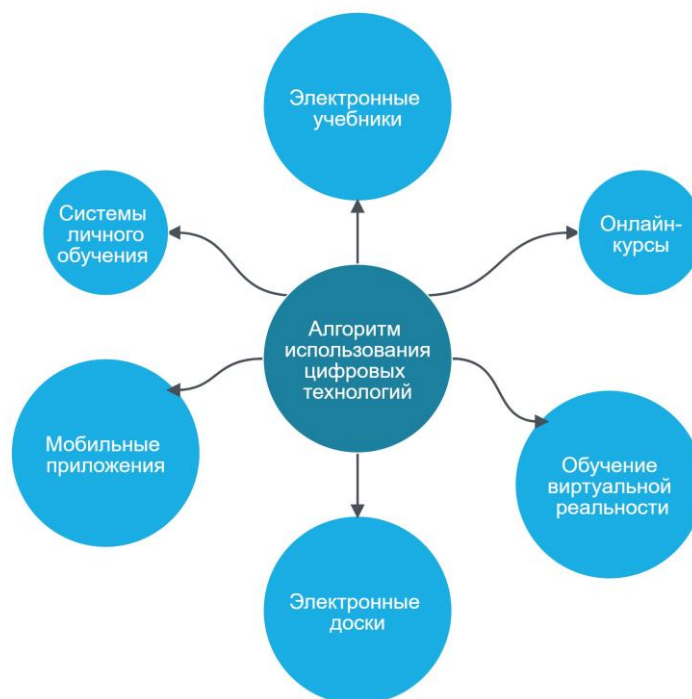 Электронные
учебники
Системы
личного
обучения
Онлайн-
курсы
Алгоритм
использования
цифровых
технологий
Мобильные
приложения
Обучение
виртуальной
реальности
Электронные
доски